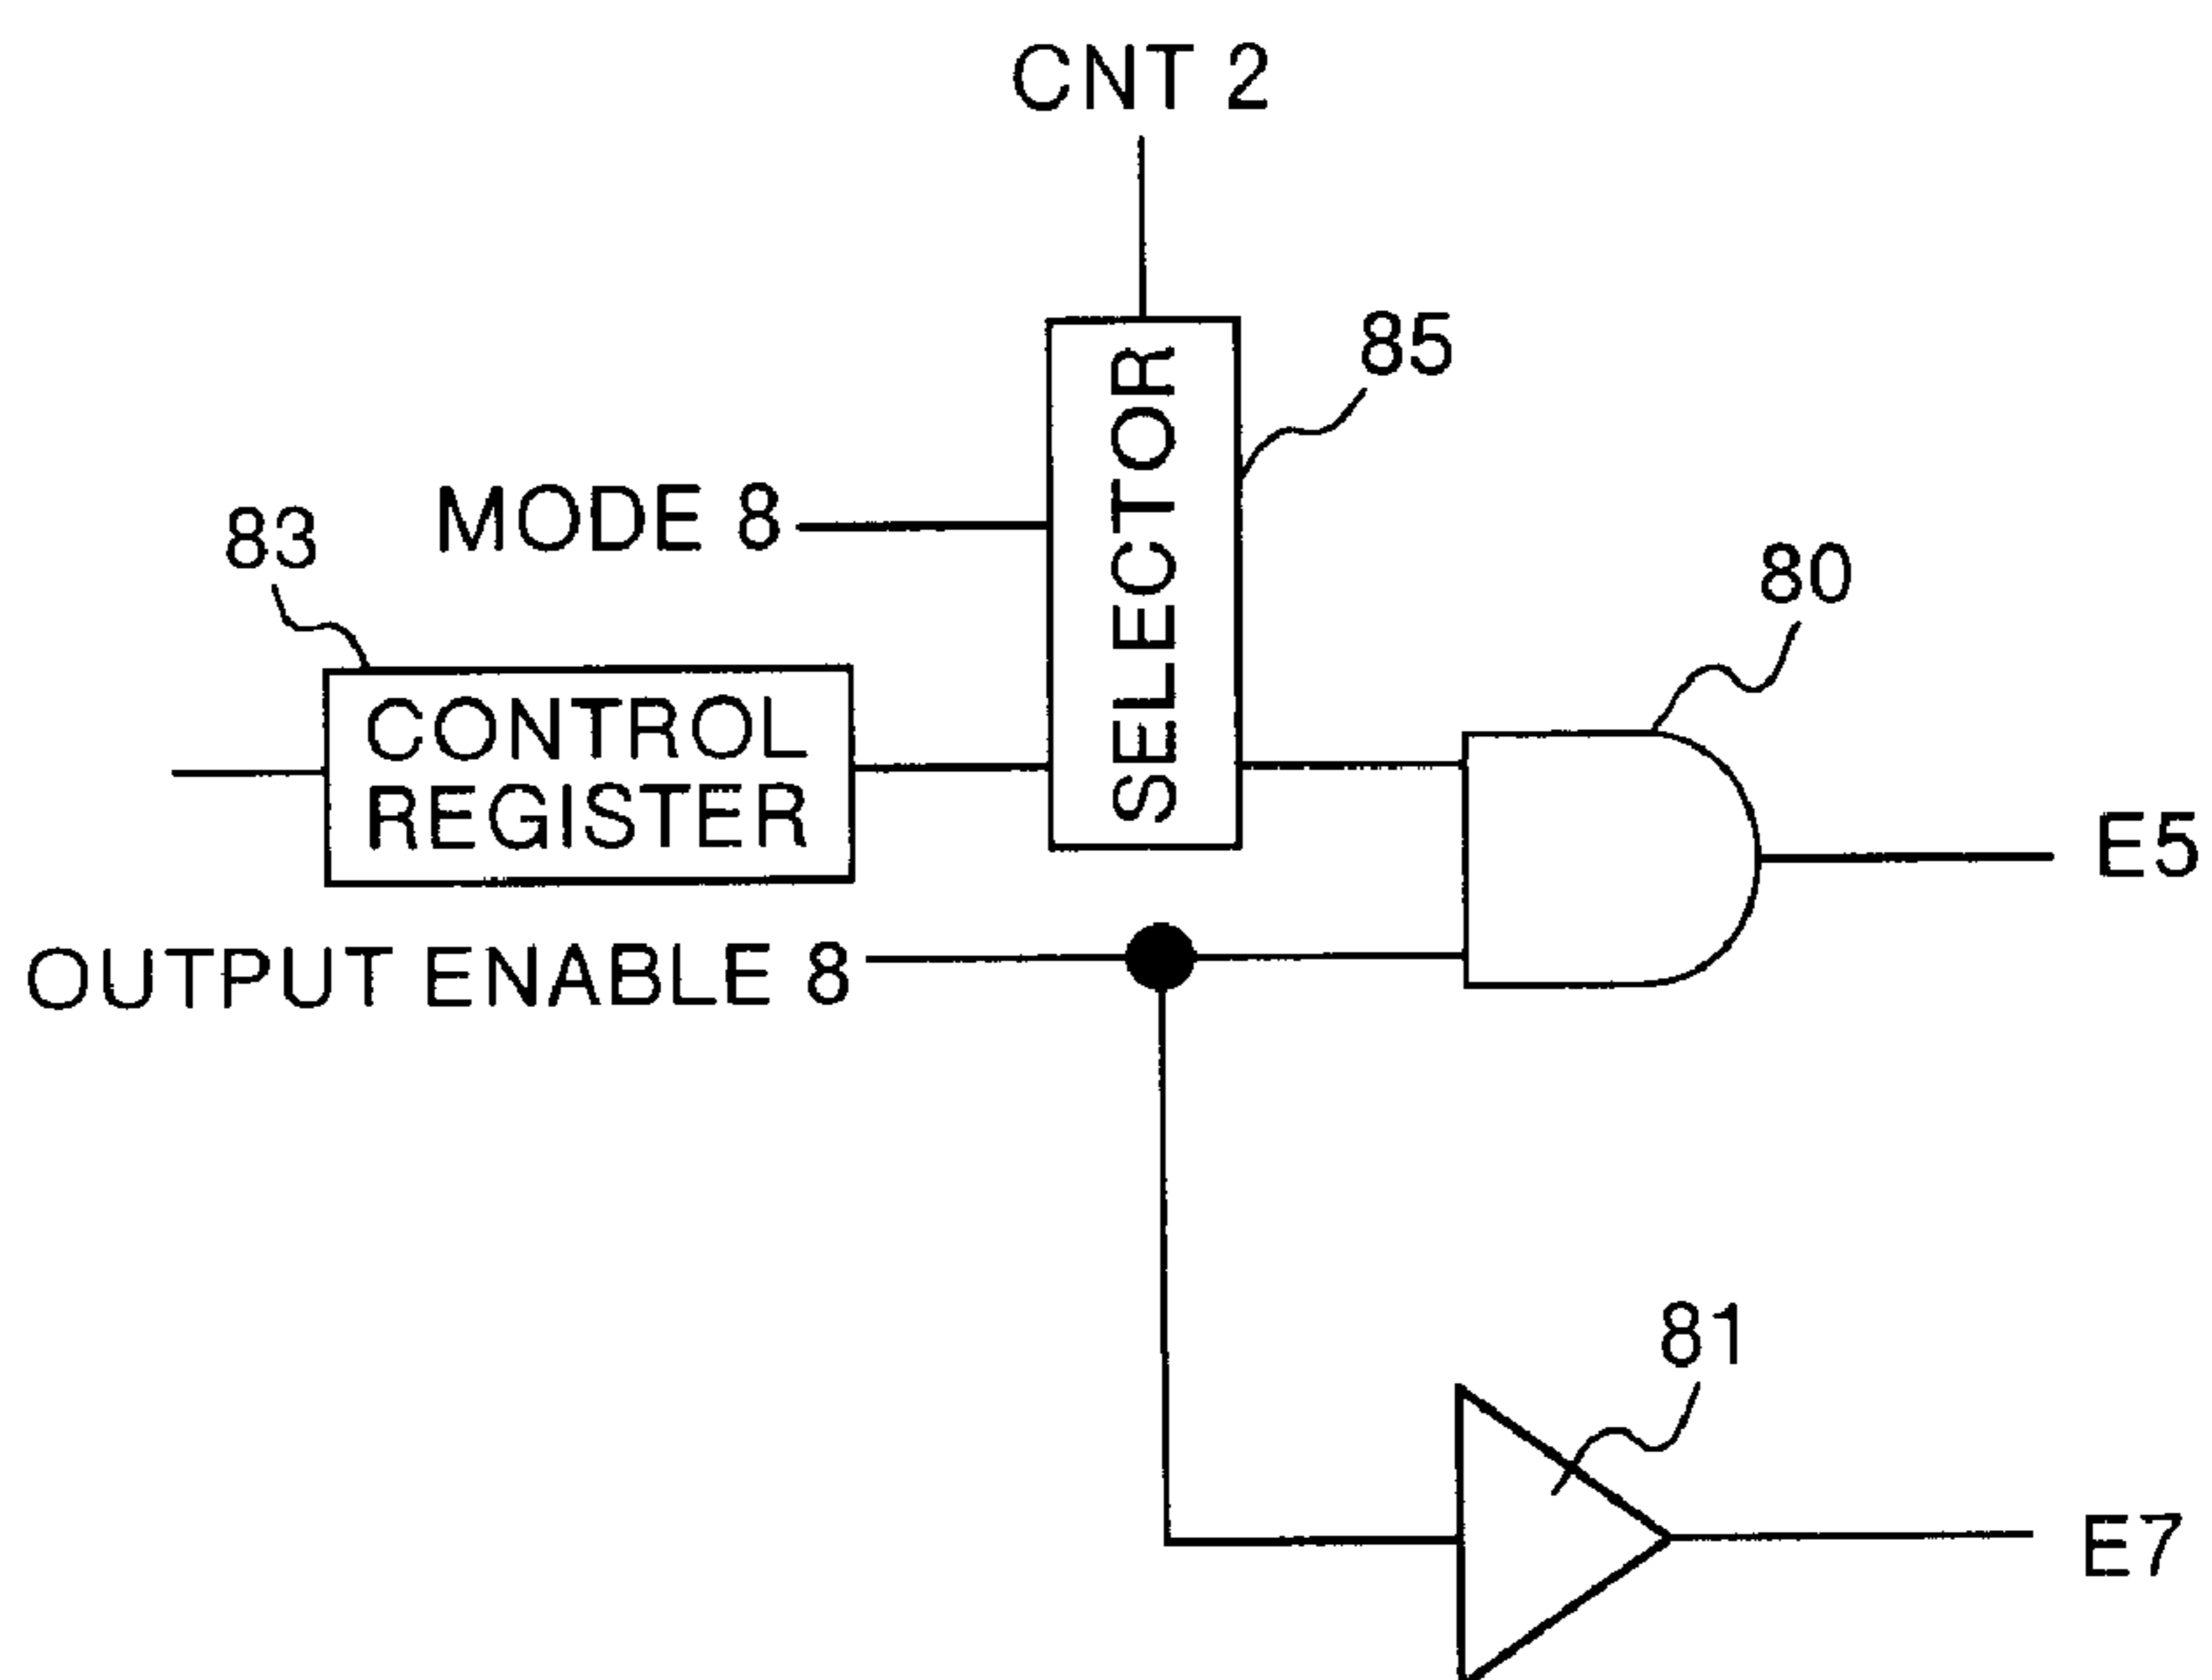 CNT 2
85
SELECTOR
MODE 8
83
80
CONTROL
REGISTER
E5
OUTPUT ENABLE 8
81
E7